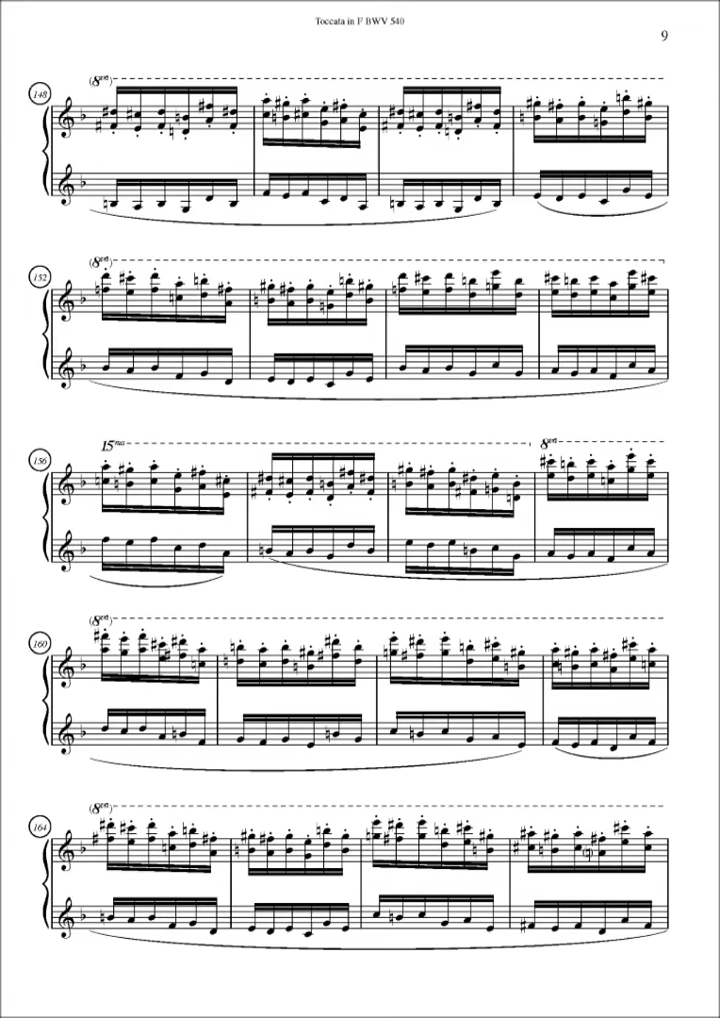 Toccata in F BWV 540
9
(8va)
148
(8va)
152
15ma
8va
156
(8va)
160
(8va)
164